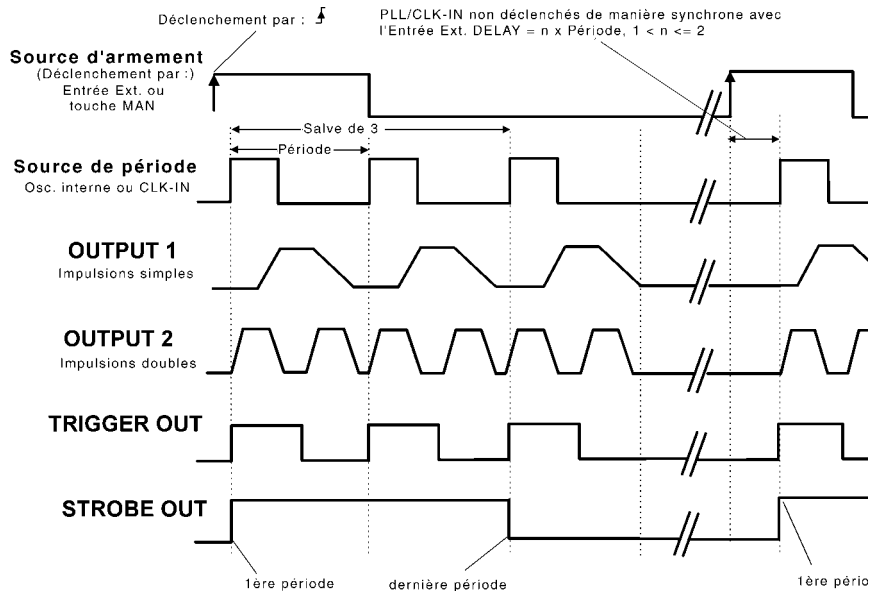 Déclenchement par :
PLL/CLK-IN non déclenchés de manière synchrone avec
l'Entrée Ext. DELAY = n x Période, 1 < n <= 2
Source d'armement
(Déclenchement par :)
Entrée Ext. ou
touche MAN
Salve de 3
Période
Source de période
Osc. interne ou CLK-IN
OUTPUT 1
Impulsions simples
OUTPUT 2
Impulsions doubles
TRIGGER OUT
STROBE OUT
1ère période
dernière période
1ère pério